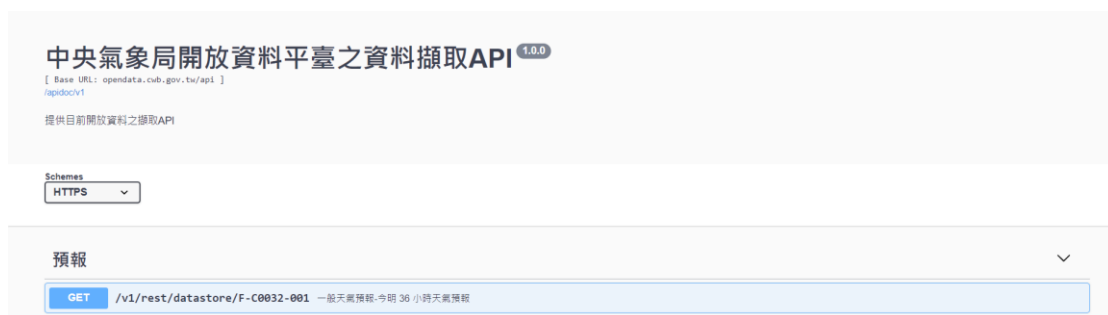 中央氣象局開放資料平臺之資料擷取API 1.0.0
[ Base URL: opendata.cwb.gov.tw/api ]
/apidoc/v1
提供目前開放資料之擷取API
Schemes
HTTPS
預報
GET /v1/rest/datastore/F-C0032-001 一般天氣預報-今明 36 小時天氣預報